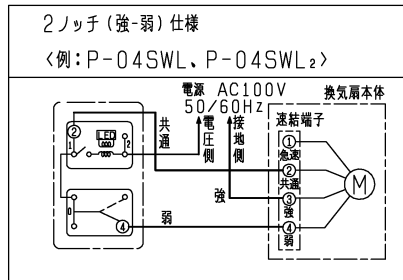 2ノッチ(強-弱)仕様
〈例:P-04SWL、P-04SWL₂〉
電源 AC100V
50/60Hz
換気扇本体
速結端子
共通
電圧側
接地側
② LED
1 2
① 急速
② 共通
③ 強
④ 弱
M
強
0
④
弱